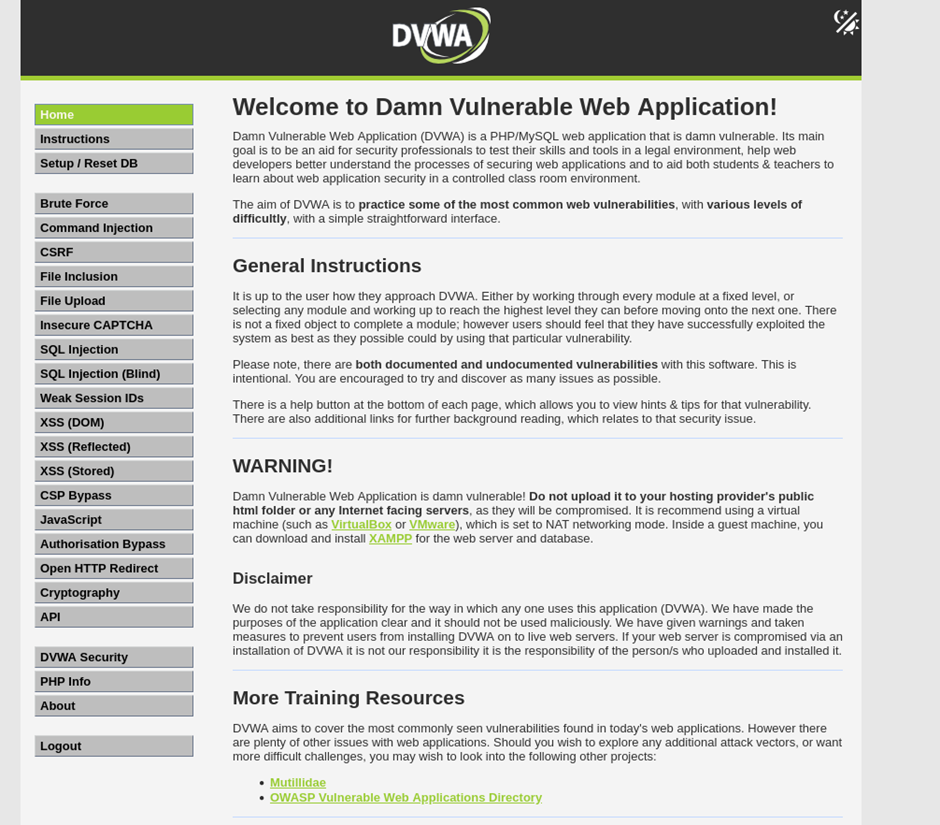 DVWA
Home
Instructions
Setup / Reset DB
Brute Force
Command Injection
CSRF
File Inclusion
File Upload
Insecure CAPTCHA
SQL Injection
SQL Injection (Blind)
Weak Session IDs
XSS (DOM)
XSS (Reflected)
XSS (Stored)
CSP Bypass
JavaScript
Authorisation Bypass
Open HTTP Redirect
Cryptography
API
DVWA Security
PHP Info
About
Logout
Welcome to Damn Vulnerable Web Application!
Damn Vulnerable Web Application (DVWA) is a PHP/MySQL web application that is damn vulnerable. Its main
goal is to be an aid for security professionals to test their skills and tools in a legal environment, help web
developers better understand the processes of securing web applications and to aid both students & teachers to
learn about web application security in a controlled class room environment.
The aim of DVWA is to practice some of the most common web vulnerabilities, with various levels of
difficultly, with a simple straightforward interface.
General Instructions
It is up to the user how they approach DVWA. Either by working through every module at a fixed level, or
selecting any module and working up to reach the highest level they can before moving onto the next one. There
is not a fixed object to complete a module; however users should feel that they have successfully exploited the
system as best as they possible could by using that particular vulnerability.
Please note, there are both documented and undocumented vulnerabilities with this software. This is
intentional. You are encouraged to try and discover as many issues as possible.
There is a help button at the bottom of each page, which allows you to view hints & tips for that vulnerability.
There are also additional links for further background reading, which relates to that security issue.
WARNING!
Damn Vulnerable Web Application is damn vulnerable! Do not upload it to your hosting provider's public
html folder or any Internet facing servers, as they will be compromised. It is recommend using a virtual
machine (such as VirtualBox or VMware), which is set to NAT networking mode. Inside a guest machine, you
can download and install XAMPP for the web server and database.
Disclaimer
We do not take responsibility for the way in which any one uses this application (DVWA). We have made the
purposes of the application clear and it should not be used maliciously. We have given warnings and taken
measures to prevent users from installing DVWA on to live web servers. If your web server is compromised via an
installation of DVWA it is not our responsibility it is the responsibility of the person/s who uploaded and installed it.
More Training Resources
DVWA aims to cover the most commonly seen vulnerabilities found in today's web applications. However there
are plenty of other issues with web applications. Should you wish to explore any additional attack vectors, or want
more difficult challenges, you may wish to look into the following other projects:
Mutillidae
OWASP Vulnerable Web Applications Directory